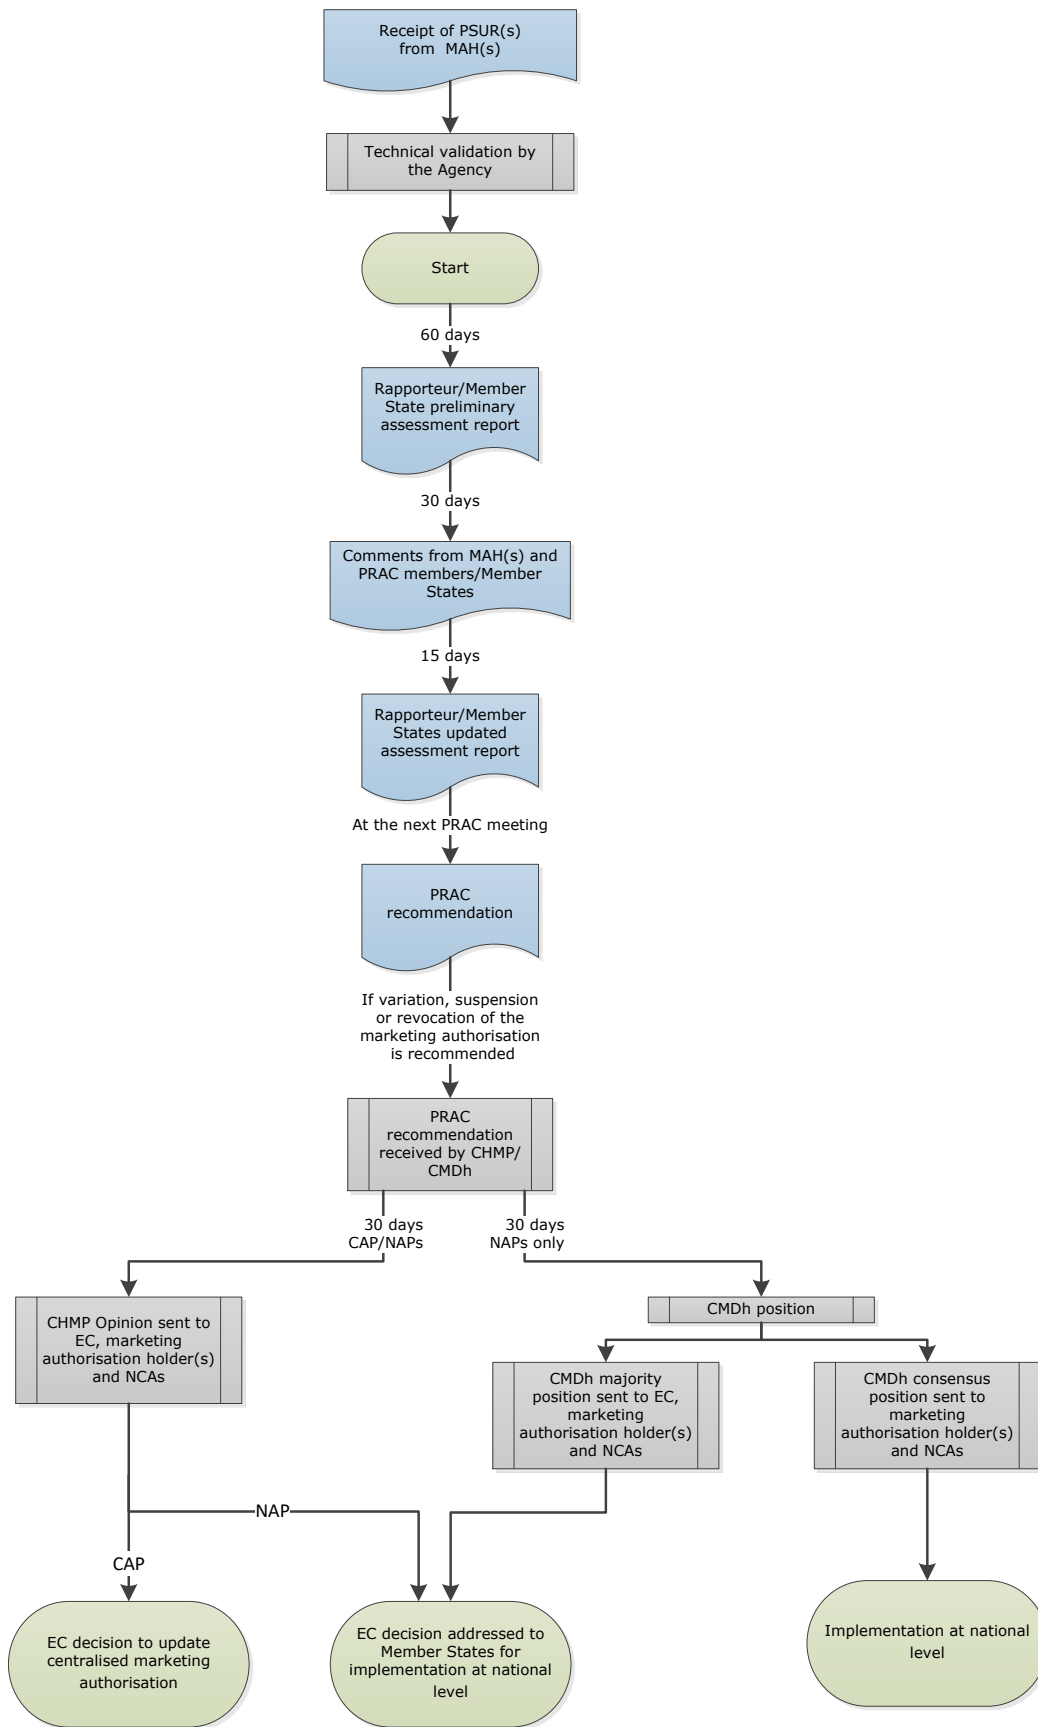 Receipt of PSUR(s)
from  MAH(s)
Technical validation by
the Agency
Start
60 days
Rapporteur/Member
State preliminary
assessment report
30 days
Comments from MAH(s) and
PRAC members/Member
States
15 days
Rapporteur/Member
States updated
assessment report
At the next PRAC meeting
PRAC
recommendation
If variation, suspension
or revocation of the
marketing authorisation
is recommended
PRAC
recommendation
received by CHMP/
CMDh
30 days
CAP/NAPs
30 days
NAPs only
CHMP Opinion sent to
EC, marketing
authorisation holder(s)
and NCAs
CMDh position
CMDh majority
position sent to EC,
marketing
authorisation holder(s)
and NCAs
CMDh consensus
position sent to
marketing
authorisation holder(s)
and NCAs
NAP
CAP
EC decision to update
centralised marketing
authorisation
EC decision addressed to
Member States for
implementation at national
level
Implementation at national
level